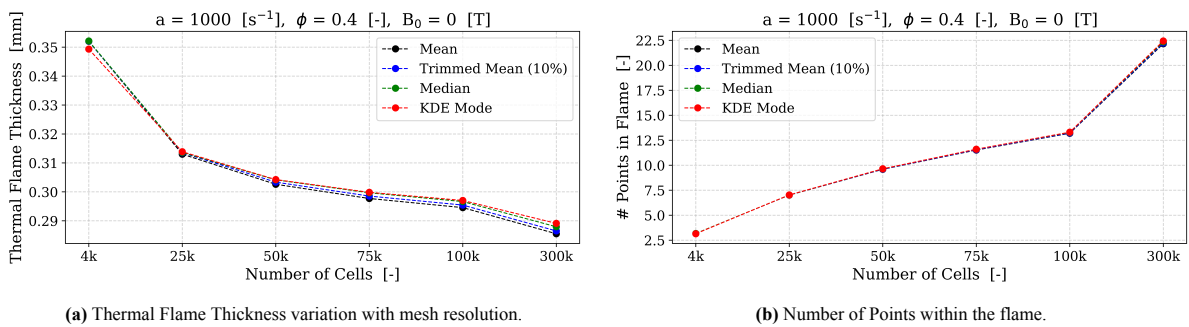 a = 1000 [s⁻¹], ϕ = 0.4 [-], B₀ = 0 [T]
Thermal Flame Thickness [mm]
0.35
0.34
0.33
0.32
0.31
0.30
0.29
Mean
Trimmed Mean (10%)
Median
KDE Mode
4k 25k 50k 75k 100k 300k
Number of Cells [-]
(a) Thermal Flame Thickness variation with mesh resolution.
a = 1000 [s⁻¹], ϕ = 0.4 [-], B₀ = 0 [T]
# Points in Flame [-]
22.5
20.0
17.5
15.0
12.5
10.0
7.5
5.0
2.5
Mean
Trimmed Mean (10%)
Median
KDE Mode
4k 25k 50k 75k 100k 300k
Number of Cells [-]
(b) Number of Points within the flame.